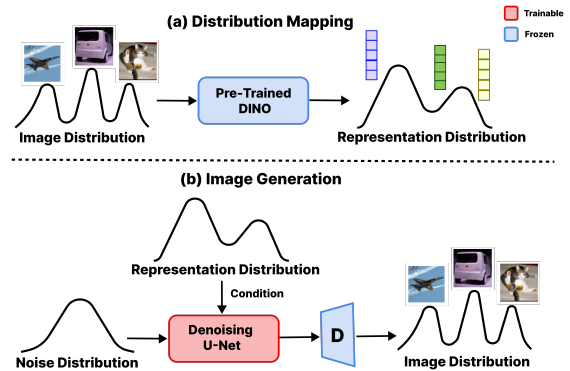 (a) Distribution Mapping
Trainable
Frozen
Pre-Trained
DINO
Image Distribution
Representation Distribution
(b) Image Generation
Representation Distribution
Condition
Denoising
U-Net
D
Noise Distribution
Image Distribution